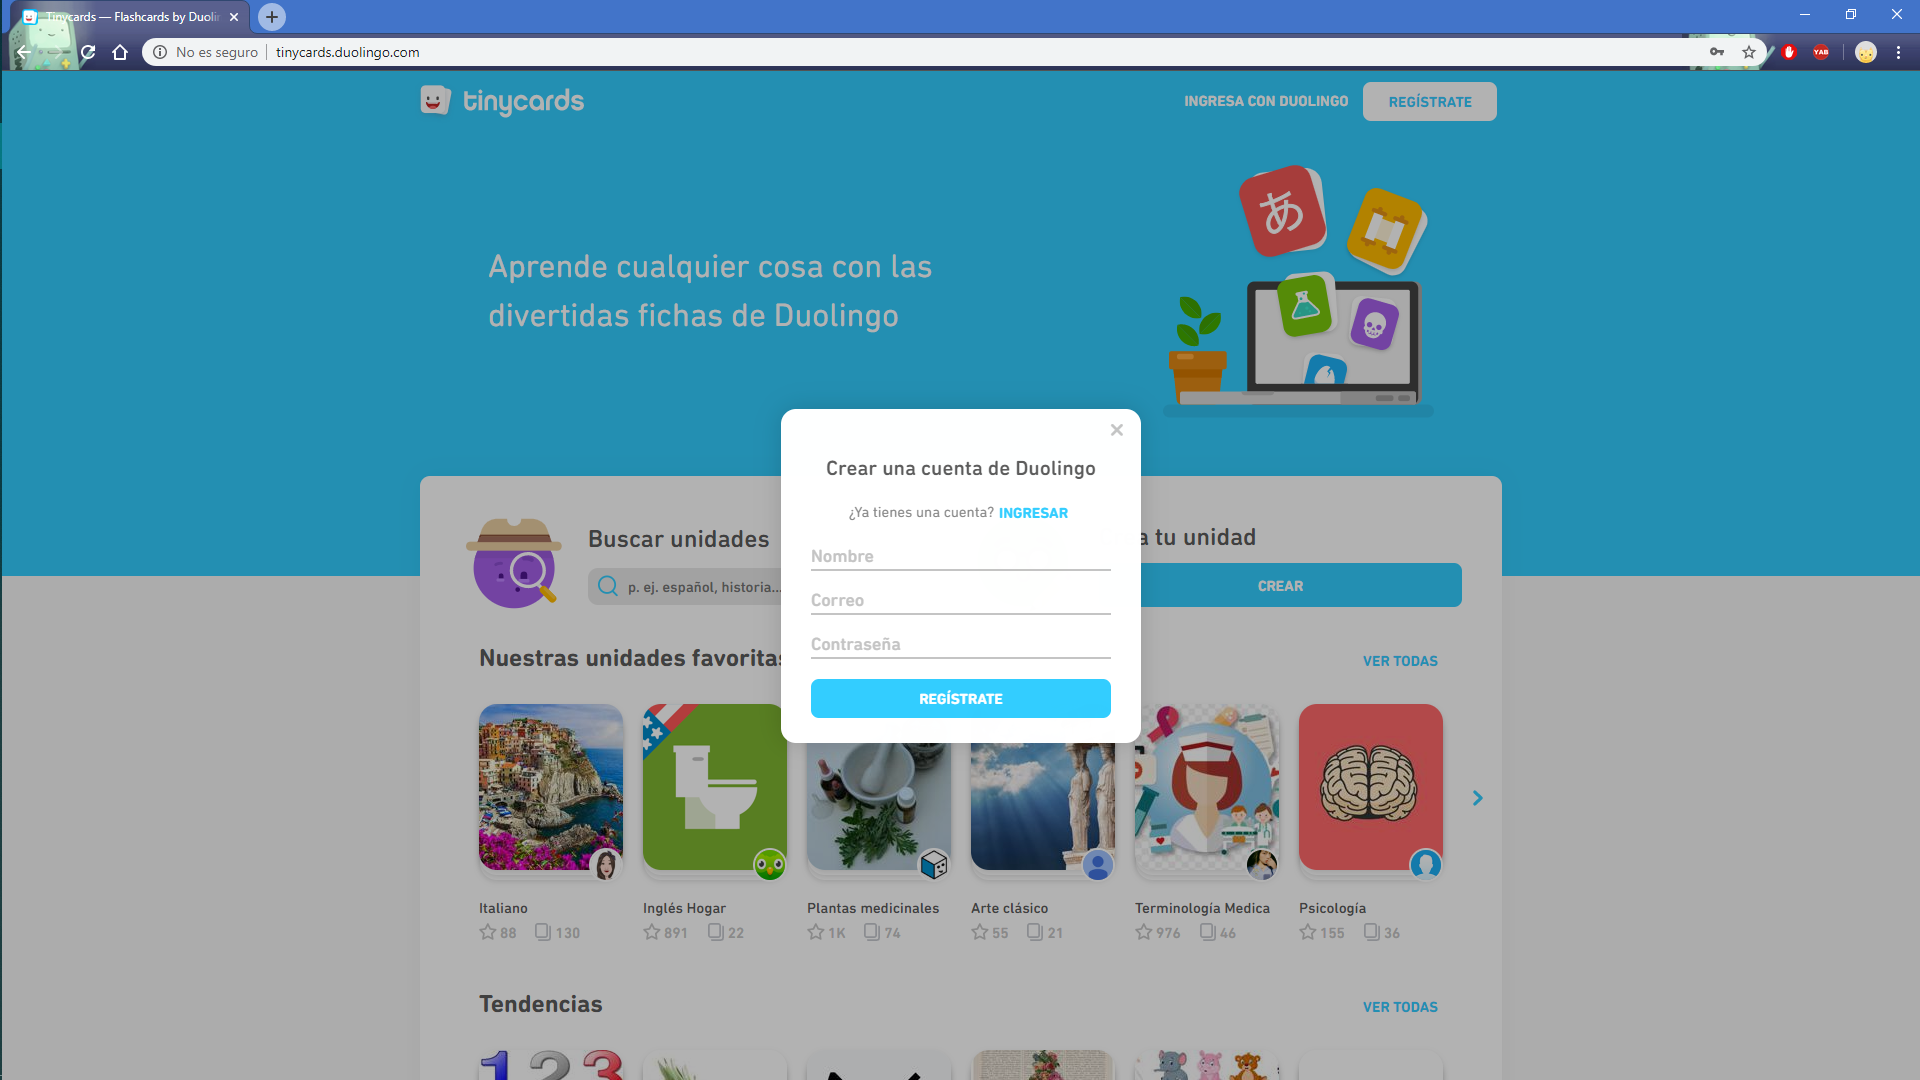 Tinycards — Flashcards by Duolin
No es seguro
tinycards.duolingo.com
YAB
tinycards
INGRESA CON DUOLINGO
REGÍSTRATE
あ
Aprende cualquier cosa con las
divertidas fichas de Duolingo
Crear una cuenta de Duolingo
¿Ya tienes una cuenta? INGRESAR
Nombre
Correo
Contraseña
REGÍSTRATE
Buscar unidades
p. ej. español, historia...
a tu unidad
CREAR
Nuestras unidades favoritas
VER TODAS
Italiano
88 130
Inglés Hogar
891 22
Plantas medicinales
1K 74
Arte clásico
55 21
Terminología Medica
976 46
Psicología
155 36
Tendencias
VER TODAS
1 2 3